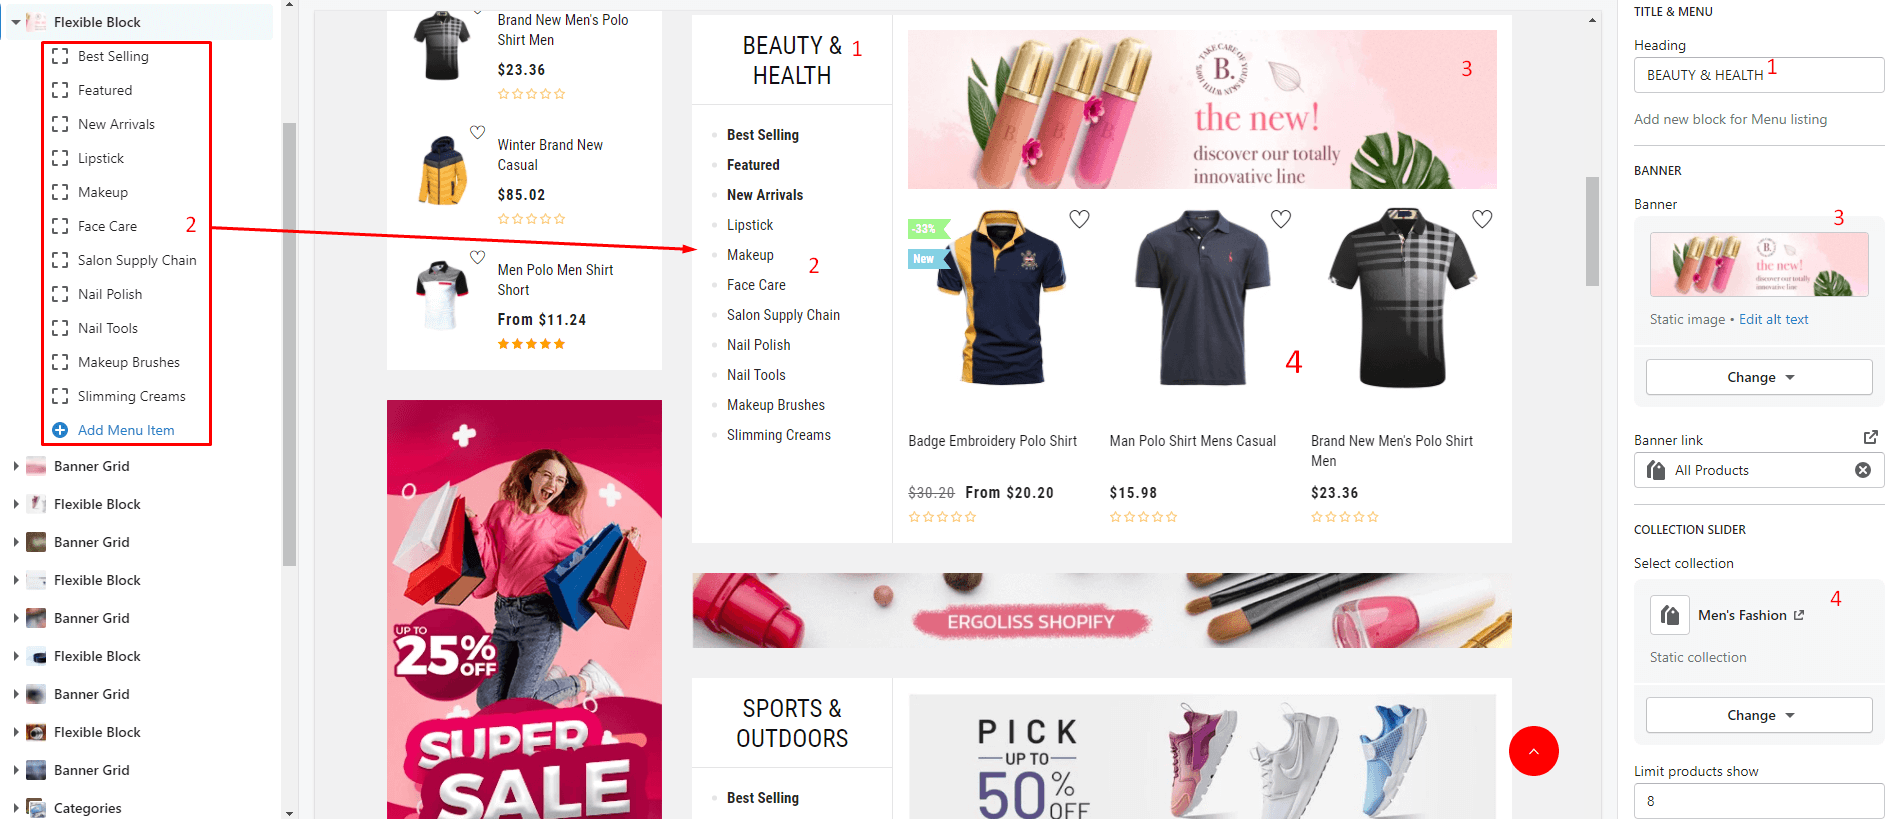 Flexible Block
Best Selling
Featured
New Arrivals
Lipstick
Makeup
Face Care
2
Salon Supply Chain
Nail Polish
Nail Tools
Makeup Brushes
Slimming Creams
Add Menu Item
Banner Grid
Flexible Block
Banner Grid
Flexible Block
Banner Grid
Flexible Block
Banner Grid
Flexible Block
Banner Grid
Categories
Brand New Men's Polo
Shirt Men
$23.36
Winter Brand New
Casual
$85.02
Men Polo Men Shirt
Short
From $11.24
UP TO
25%
OFF
SUPER
SALE
BEAUTY &
HEALTH
1
Best Selling
Featured
New Arrivals
Lipstick
Makeup
Face Care
Salon Supply Chain
Nail Polish
Nail Tools
Makeup Brushes
Slimming Creams
2
TAKE CARE OF YOUR
B.
the new!
discover our totally
innovative line
3
-33%
New
4
Badge Embroidery Polo Shirt
$30.20 From $20.20
Man Polo Shirt Mens Casual
$15.98
Brand New Men's Polo Shirt
Men
$23.36
ERGOLISS SHOPIFY
SPORTS &
OUTDOORS
Best Selling
PICK
UP TO
50%
OFF
TITLE & MENU
Heading
BEAUTY & HEALTH
1
Add new block for Menu listing
BANNER
Banner
3
B.
the new!
discover our totally
innovative line
Static image • Edit alt text
Change
Banner link
All Products
COLLECTION SLIDER
Select collection
4
Men's Fashion
Static collection
Change
Limit products show
8